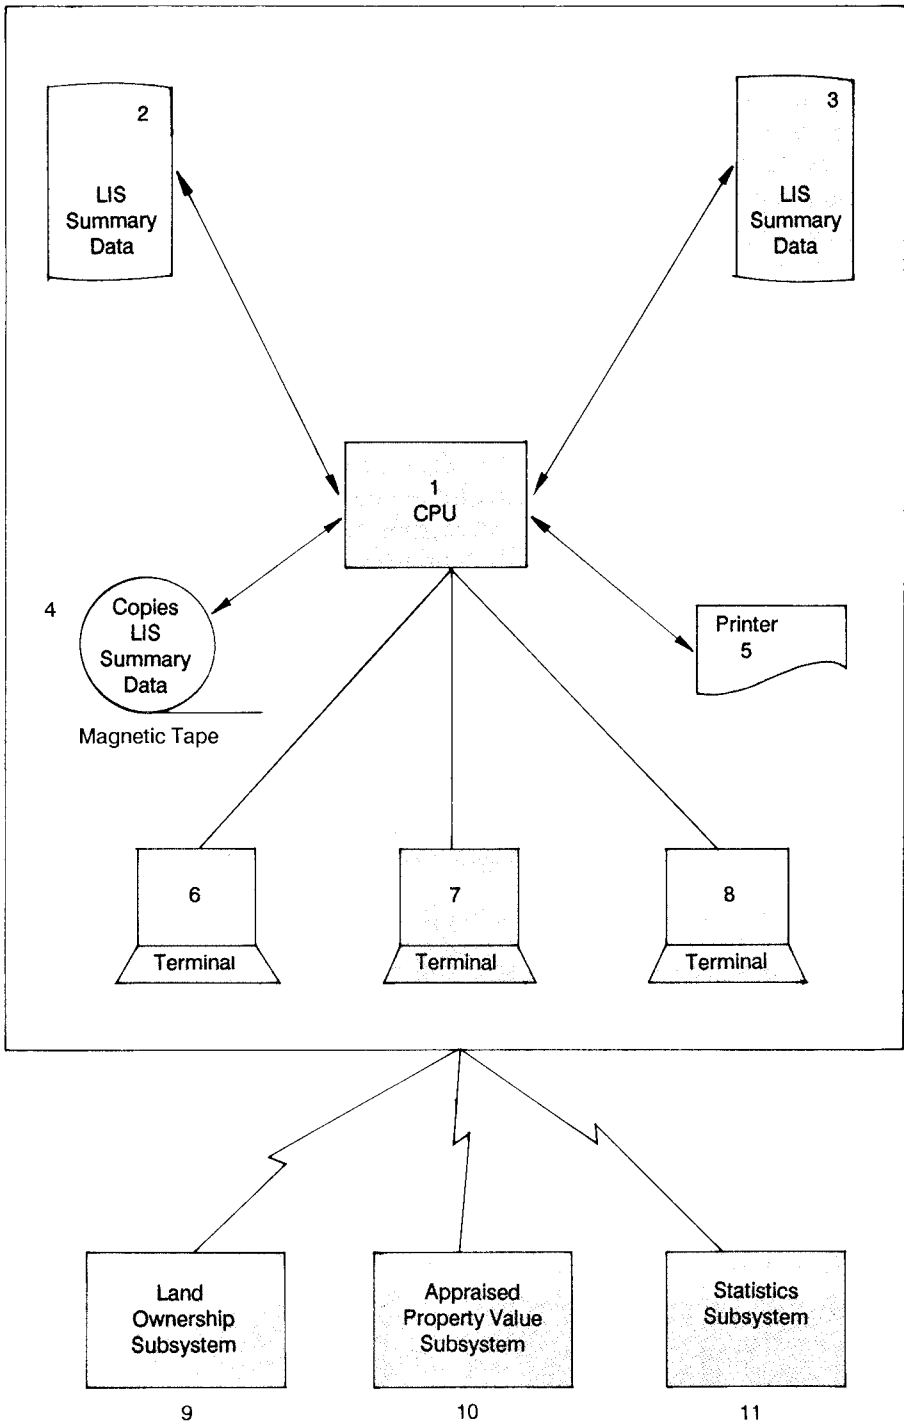 2
LIS
Summary
Data
3
LIS
Summary
Data
1
CPU
4
Copies
LIS
Summary
Data
Magnetic Tape
Printer
5
6
Terminal
7
Terminal
8
Terminal
Land
Ownership
Subsystem
9
Appraised
Property Value
Subsystem
10
Statistics
Subsystem
11